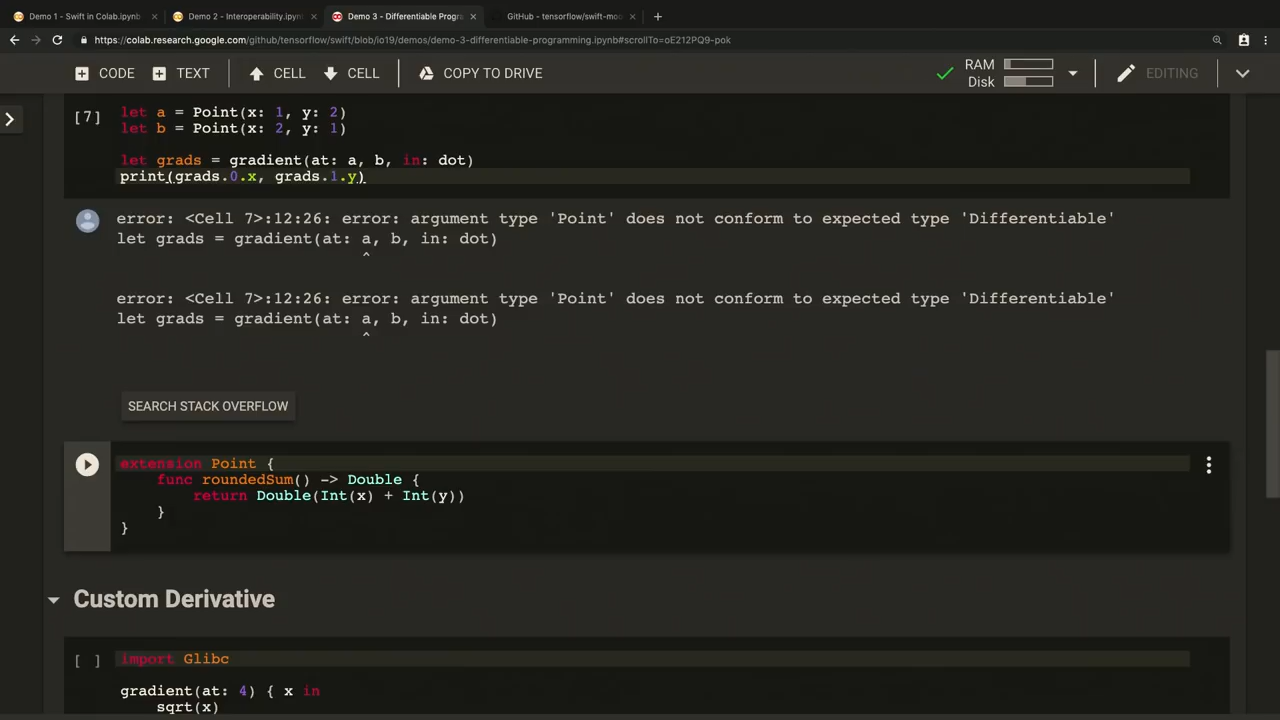 Demo 1 - Swift in Colab.ipynb
Demo 2 - Interoperability.ipynb
Demo 3 - Differentiable Progra
GitHub - tensorflow/swift-mo
https://colab.research.google.com/github/tensorflow/swift/blob/io19/demos/demo-3-differentiable-programming.ipynb#scrollTo=oE212PQ9-pok
CODE TEXT CELL CELL COPY TO DRIVE RAM Disk EDITING
[7] let a = Point(x: 1, y: 2)
let b = Point(x: 2, y: 1)
let grads = gradient(at: a, b, in: dot)
print(grads.0.x, grads.1.y)
error: <Cell 7>:12:26: error: argument type 'Point' does not conform to expected type 'Differentiable'
let grads = gradient(at: a, b, in: dot)
^
error: <Cell 7>:12:26: error: argument type 'Point' does not conform to expected type 'Differentiable'
let grads = gradient(at: a, b, in: dot)
^
SEARCH STACK OVERFLOW
extension Point {
func roundedSum() -> Double {
return Double(Int(x) + Int(y))
}
}
Custom Derivative
[ ] import Glibc
gradient(at: 4) { x in
sqrt(x)